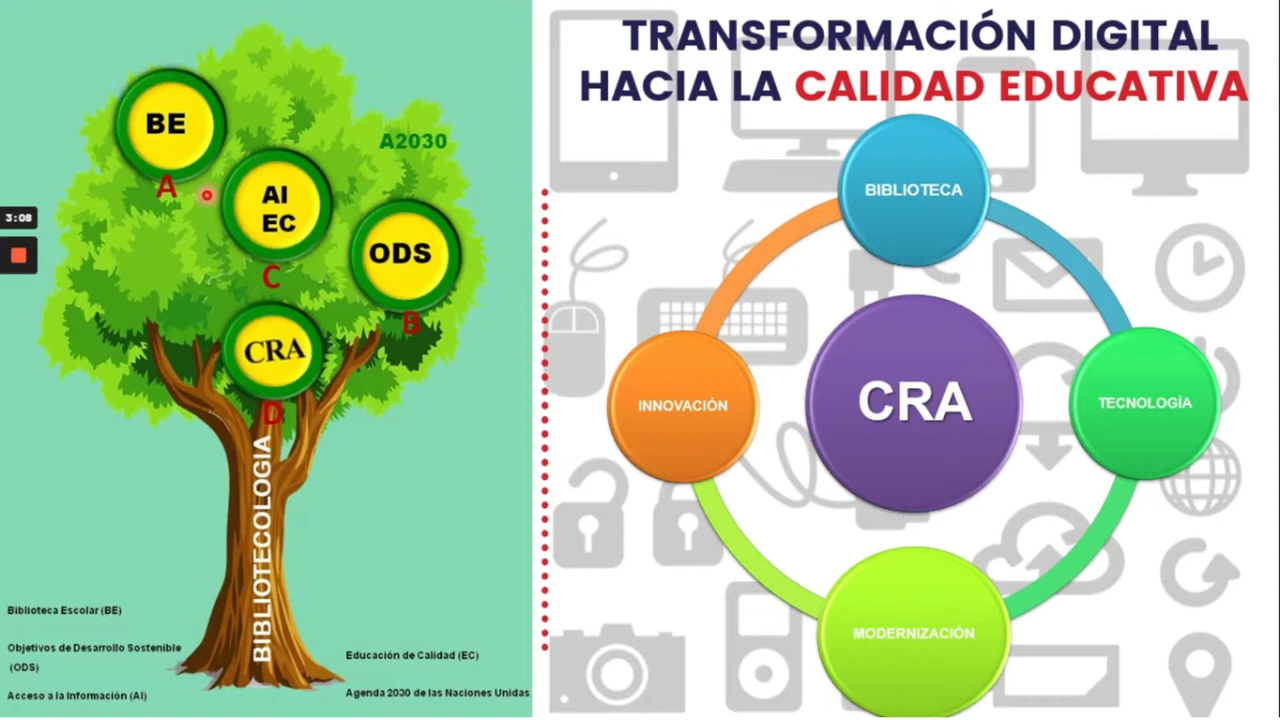 BE
A
AI
EC
C
A2030
ODS
B
CRA
D
BIBLIOTECOLOGIA
3:08
Biblioteca Escolar (BE)
Objetivos de Desarrollo Sostenible
(ODS)
Acceso a la Información (AI)
Educación de Calidad (EC)
Agenda 2030 de las Naciones Unidas
TRANSFORMACIÓN DIGITAL
HACIA LA CALIDAD EDUCATIVA
BIBLIOTECA
INNOVACIÓN
CRA
TECNOLOGÍA
MODERNIZACIÓN